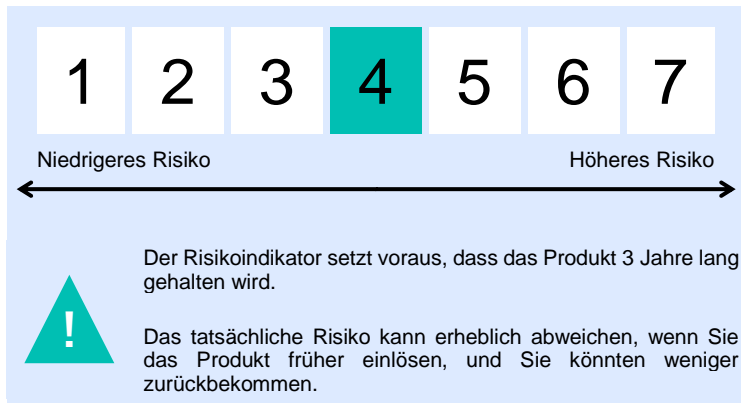 1 2 3 4 5 6 7
Niedrigeres Risiko Höheres Risiko
Der Risikoindikator setzt voraus, dass das Produkt 3 Jahre lang
gehalten wird.
!
Das tatsächliche Risiko kann erheblich abweichen, wenn Sie
das Produkt früher einlösen, und Sie könnten weniger
zurückbekommen.